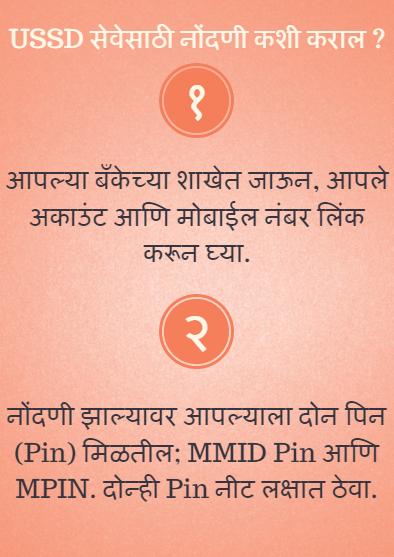 USSD सेवेसाठी नोंदणी कशी कराल ?
१
आपल्या बँकेच्या शाखेत जाऊन, आपले
अकाउंट आणि मोबाईल नंबर लिंक
करून घ्या.
२
नोंदणी झाल्यावर आपल्याला दोन पिन
(Pin) मिळतील; MMID Pin आणि
MPIN. दोन्ही Pin नीट लक्षात ठेवा.